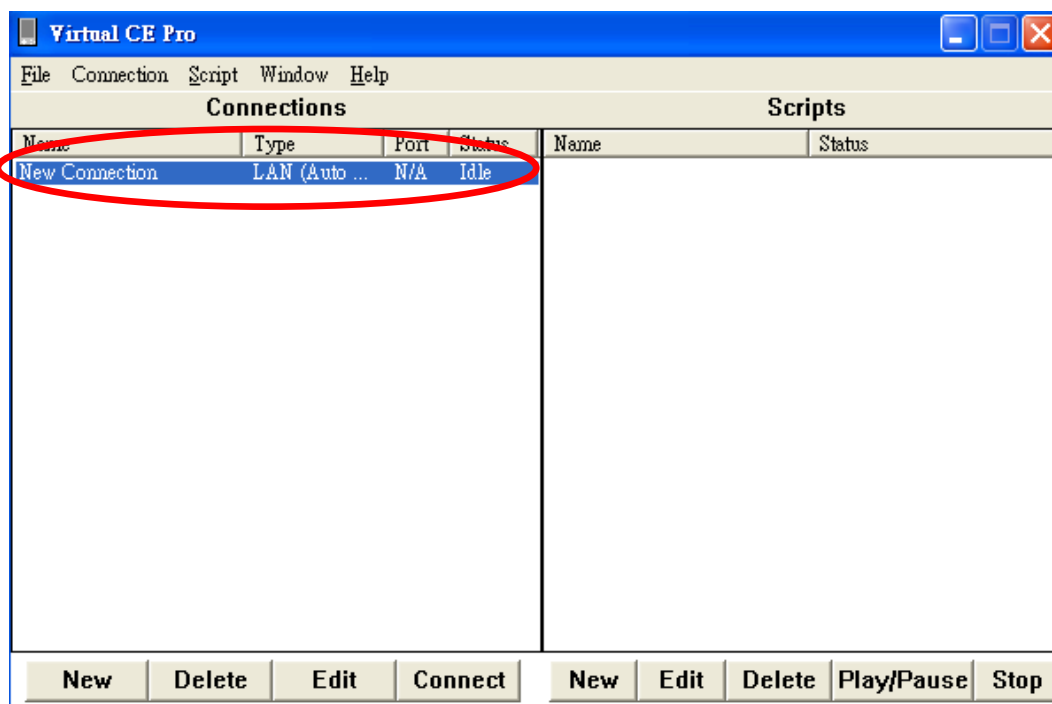 Virtual CE Pro
File Connection Script Window Help
Connections Scripts
Name Type Port Status Name Status
New Connection LAN (Auto ... N/A Idle
New Delete Edit Connect New Edit Delete Play/Pause Stop